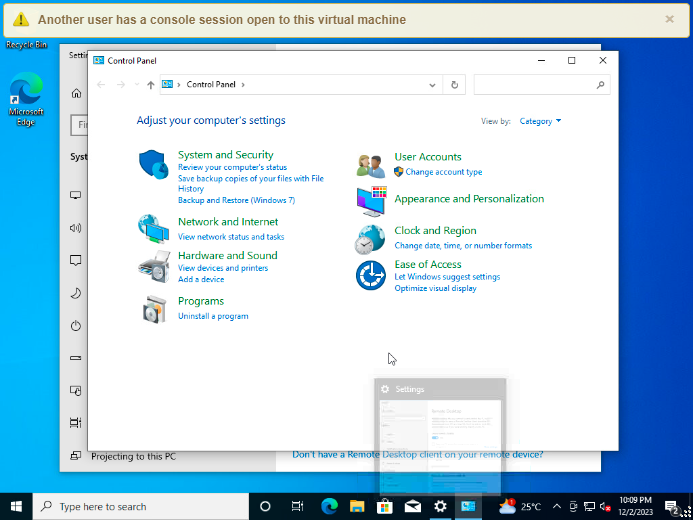 Another user has a console session open to this virtual machine
Recycle Bin
Microsoft
Edge
Setti
Control Panel
Control Panel
Fin
Adjust your computer's settings
View by: Category
System and Security
Review your computer's status
Save backup copies of your files with File
History
Backup and Restore (Windows 7)
Network and Internet
View network status and tasks
Hardware and Sound
View devices and printers
Add a device
Programs
Uninstall a program
User Accounts
Change account type
Appearance and Personalization
Clock and Region
Change date, time, or number formats
Ease of Access
Let Windows suggest settings
Optimize visual display
Syst
Settings
Remote Desktop
Projecting to this PC
Don't have a Remote Desktop client on your remote device?
Type here to search
25°C
10:09 PM
12/2/2023
2